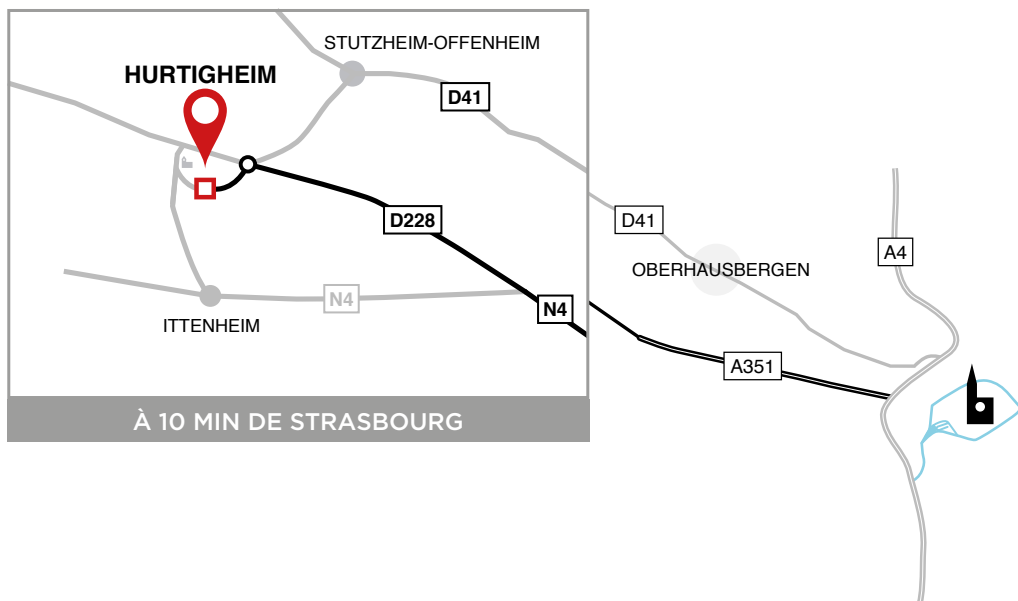 STUTZHEIM-OFFENHEIM
HURTIGHEIM
D41
D228
D41
A4
OBERHAUSBERGEN
N4
N4
ITTENHEIM
A351
À 10 MIN DE STRASBOURG